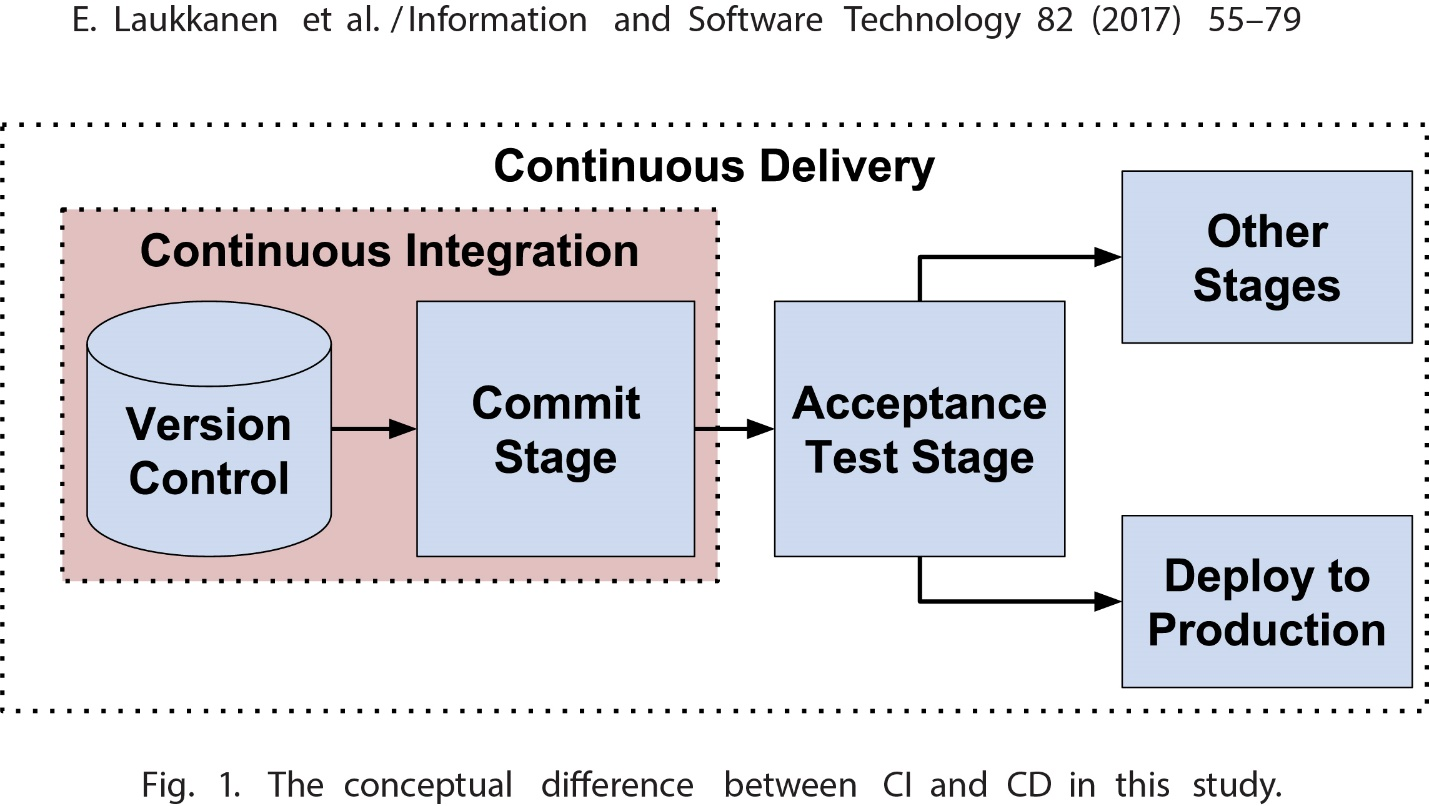 E. Laukkanen et al. / Information and Software Technology 82 (2017) 55–79
Continuous Delivery
Continuous Integration
Version
Control
Commit
Stage
Acceptance
Test Stage
Other
Stages
Deploy to
Production
Fig. 1. The conceptual difference between CI and CD in this study.